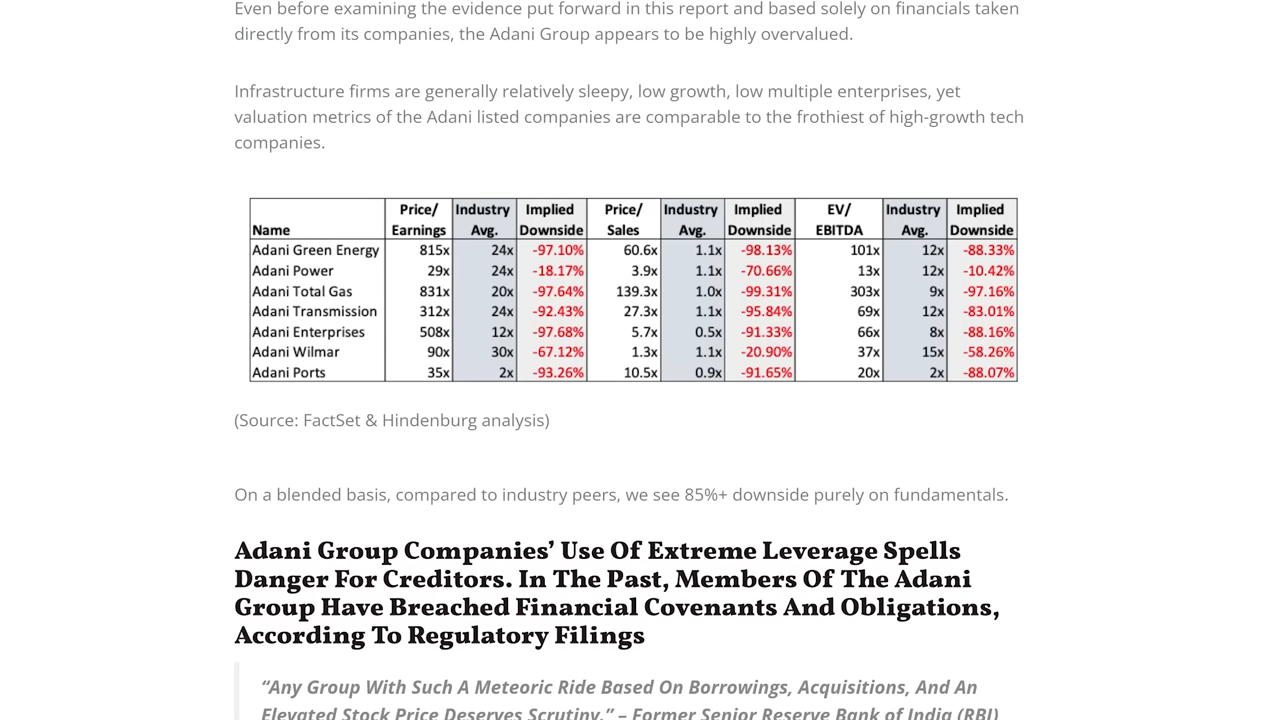 Even before examining the evidence put forward in this report and based solely on financials taken
directly from its companies, the Adani Group appears to be highly overvalued.
Infrastructure firms are generally relatively sleepy, low growth, low multiple enterprises, yet
valuation metrics of the Adani listed companies are comparable to the frothiest of high-growth tech
companies.
Price/ Industry Implied Price/ Industry Implied EV/ Industry Implied
Name Earnings Avg. Downside Sales Avg. Downside EBITDA Avg. Downside
Adani Green Energy 815x 24x -97.10% 60.6x 1.1x -98.13% 101x 12x -88.33%
Adani Power 29x 24x -18.17% 3.9x 1.1x -70.66% 13x 12x -10.42%
Adani Total Gas 831x 20x -97.64% 139.3x 1.0x -99.31% 303x 9x -97.16%
Adani Transmission 312x 24x -92.43% 27.3x 1.1x -95.84% 69x 12x -83.01%
Adani Enterprises 508x 12x -97.68% 5.7x 0.5x -91.33% 66x 8x -88.16%
Adani Wilmar 90x 30x -67.12% 1.3x 1.1x -20.90% 37x 15x -58.26%
Adani Ports 35x 2x -93.26% 10.5x 0.9x -91.65% 20x 2x -88.07%
(Source: FactSet & Hindenburg analysis)
On a blended basis, compared to industry peers, we see 85%+ downside purely on fundamentals.
Adani Group Companies’ Use Of Extreme Leverage Spells
Danger For Creditors. In The Past, Members Of The Adani
Group Have Breached Financial Covenants And Obligations,
According To Regulatory Filings
“Any Group With Such A Meteoric Ride Based On Borrowings, Acquisitions, And An
Elevated Stock Price Deserves Scrutiny.” – Former Senior Reserve Bank of India (RBI)